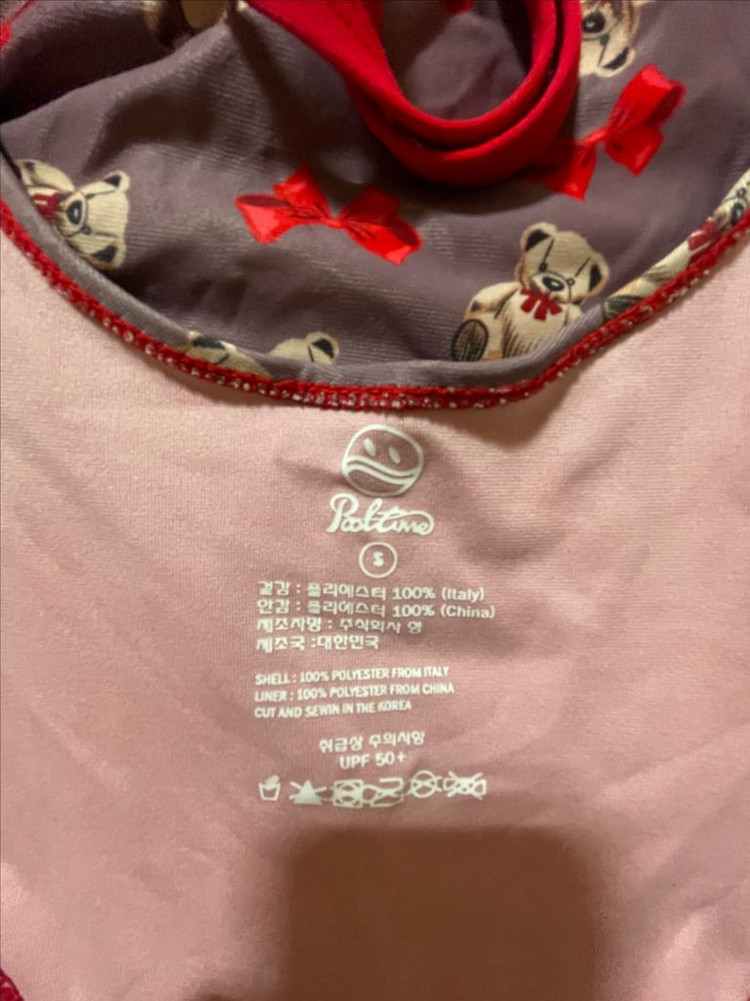 Pooltime
S
겉감 : 폴리에스터 100% (Italy)
안감 : 폴리에스터 100% (China)
제조자명 : 주식회사 영
제조국 :대한민국
SHELL : 100% POLYESTER FROM ITALY
LINER : 100% POLYESTER FROM CHINA
CUT AND SEWIN IN THE KOREA
취급상 주의사항
UPF 50+